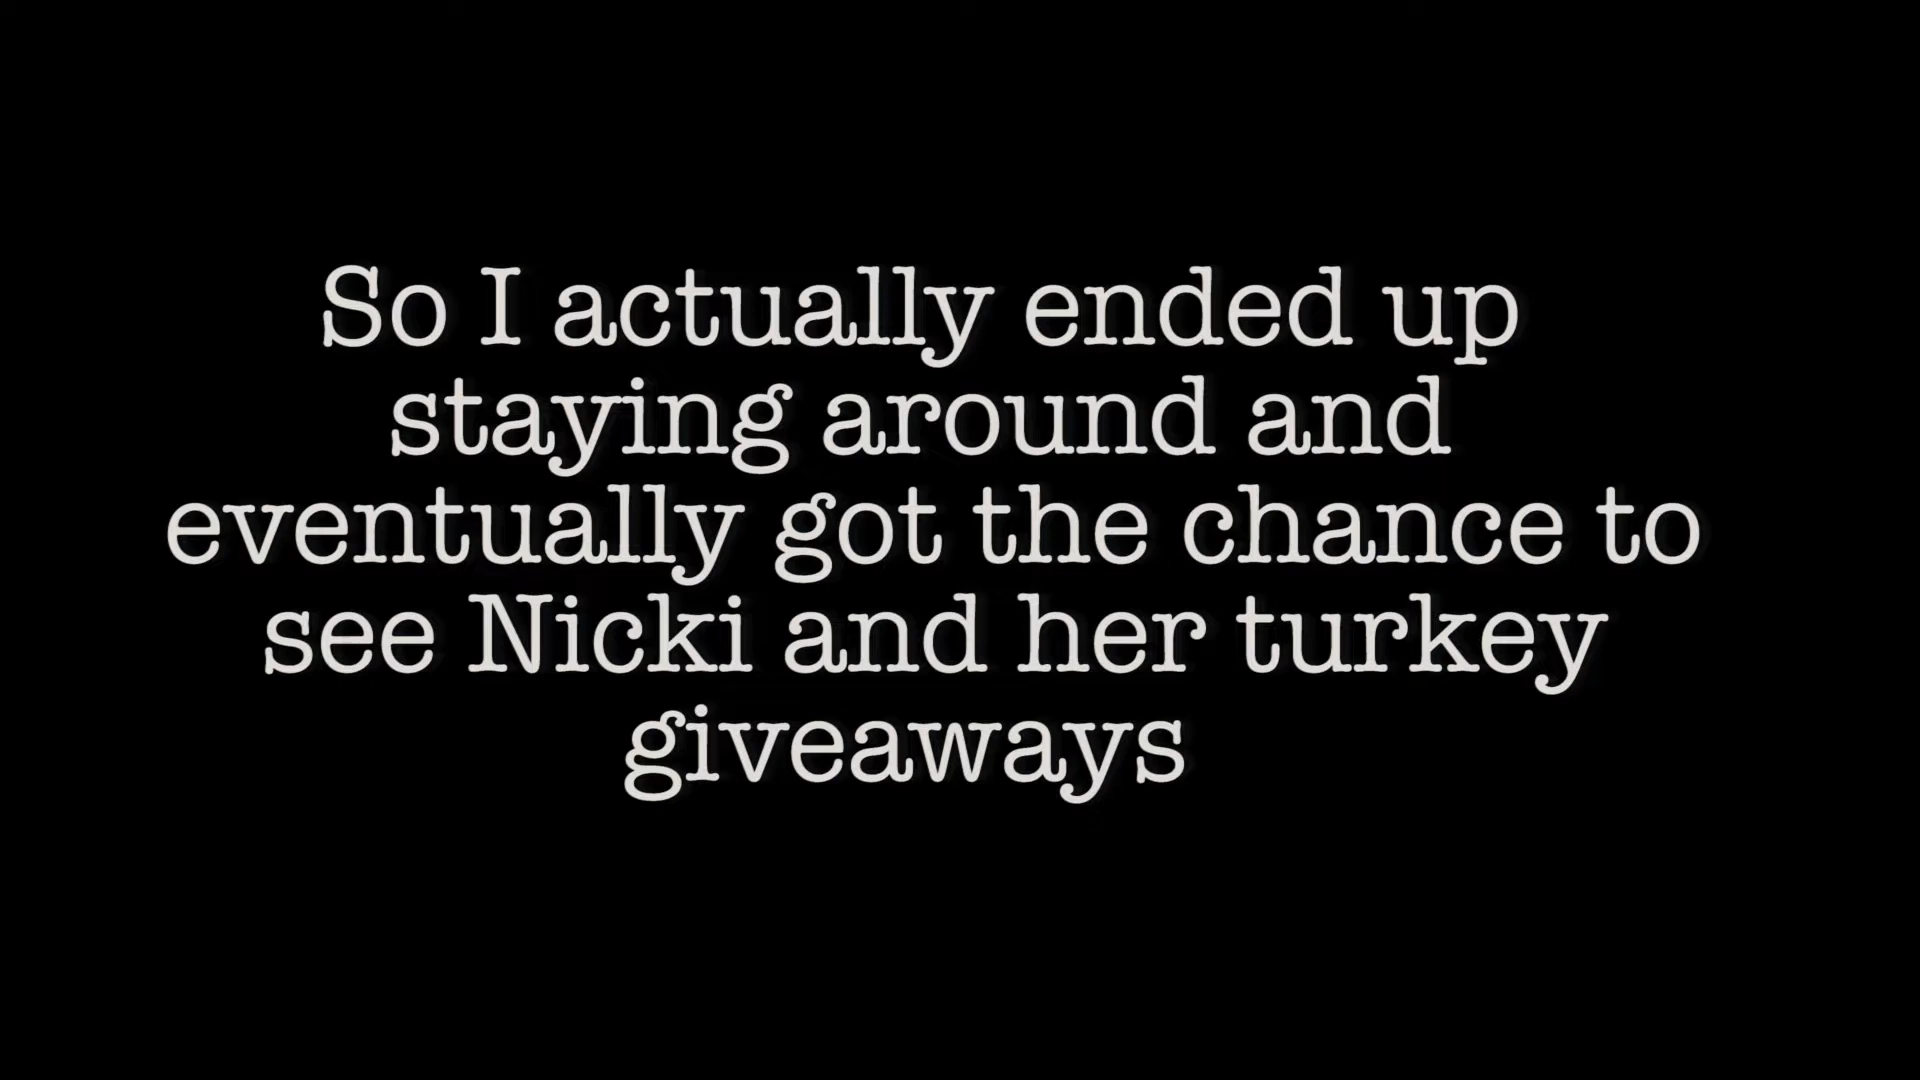 So I actually ended up
staying around and
eventually got the chance to
see Nicki and her turkey
giveaways